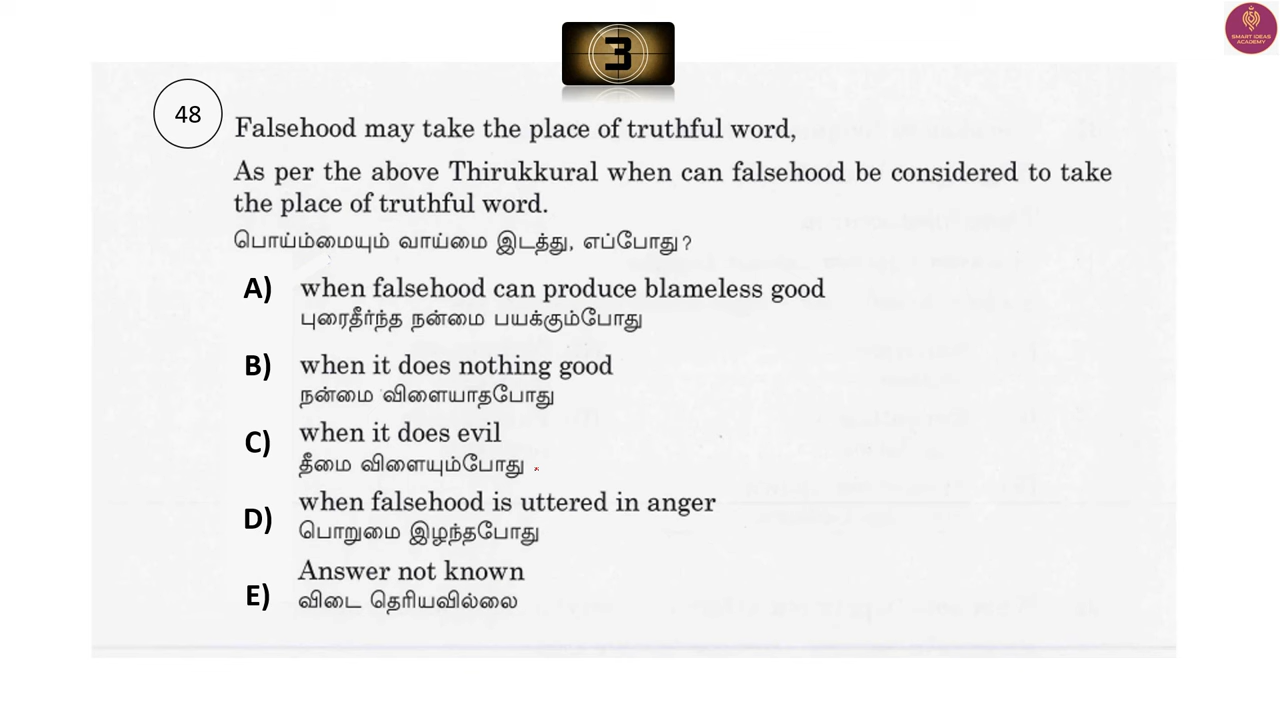 3
SMART IDEAS
ACADEMY
48
Falsehood may take the place of truthful word,
As per the above Thirukkural when can falsehood be considered to take
the place of truthful word.
பொய்ம்மையும் வாய்மை இடத்து, எப்போது?
A) when falsehood can produce blameless good
புரைதீர்ந்த நன்மை பயக்கும்போது
B) when it does nothing good
நன்மை விளையாதபோது
C) when it does evil
தீமை விளையும்போது
D) when falsehood is uttered in anger
பொறுமை இழந்தபோது
E) Answer not known
விடை தெரியவில்லை